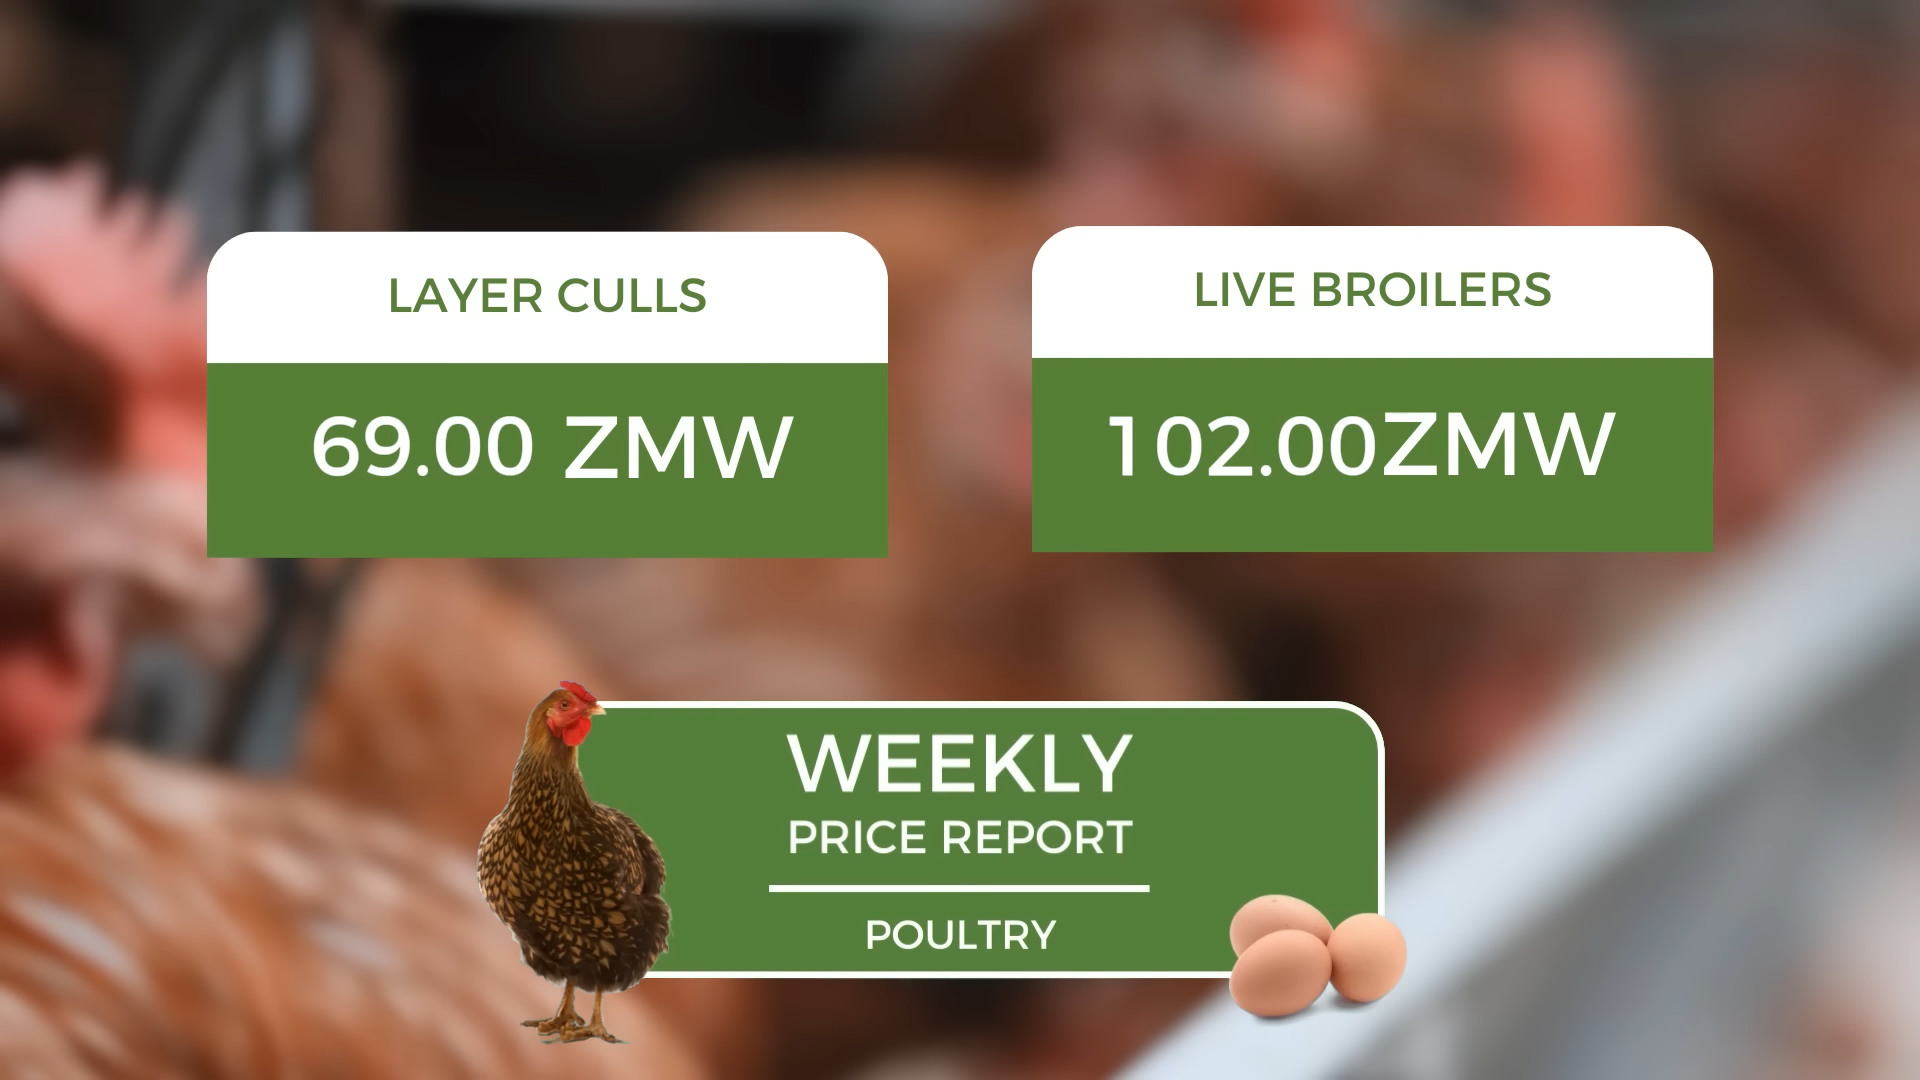 LAYER CULLS
69.00 ZMW
LIVE BROILERS
102.00ZMW
WEEKLY
PRICE REPORT
POULTRY